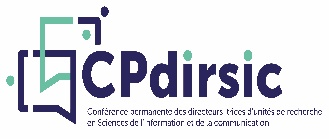 CPdirsic
Conférence permanente des directeurs.trices d'unités de recherche
en Sciences de l'information et de la communication